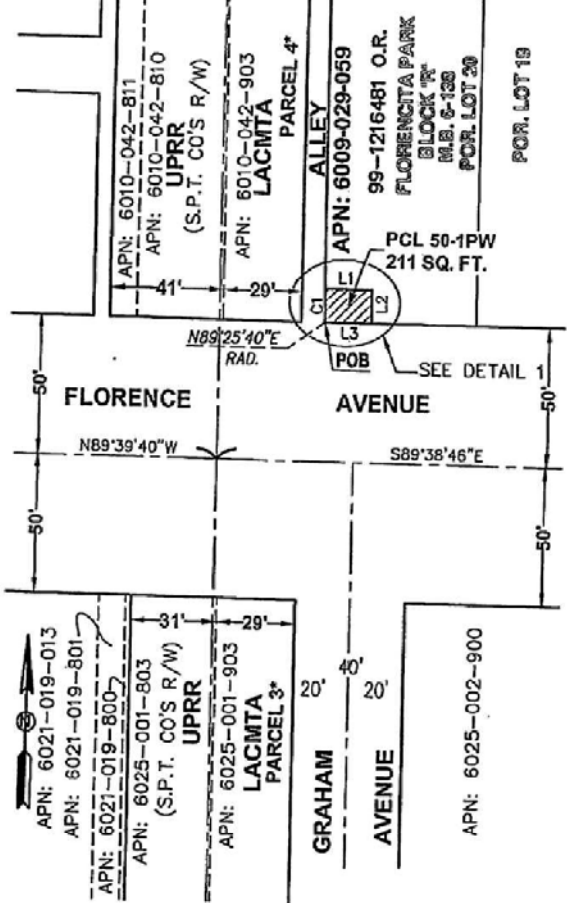 APN: 6010-042-811
APN: 6010-042-810
UPRR
(S.P.T. CO'S R/W)
APN: 6010-042-903
LACMTA
PARCEL 4*
ALLEY
APN: 6009-029-059
99-1216481 O.R.
FLORENCITA PARK
BLOCK "R"
M.B. 6-138
POR. LOT 20
POR. LOT 19
PCL 50-1PW
211 SQ. FT.
41'
29'
C1
L1
L2
L3
N89°25'40"E
RAD.
POB
SEE DETAIL 1
50'
FLORENCE
AVENUE
50'
N89°39'40"W
S89°38'46"E
50'
50'
APN: 6021-019-013
APN: 6021-019-801
APN: 6021-019-800
APN: 6025-001-803
(S.P.T. CO'S R/W)
UPRR
31'
29'
APN: 6025-001-903
LACMTA
PARCEL 3*
20'
40'
20'
GRAHAM
AVENUE
APN: 6025-002-900